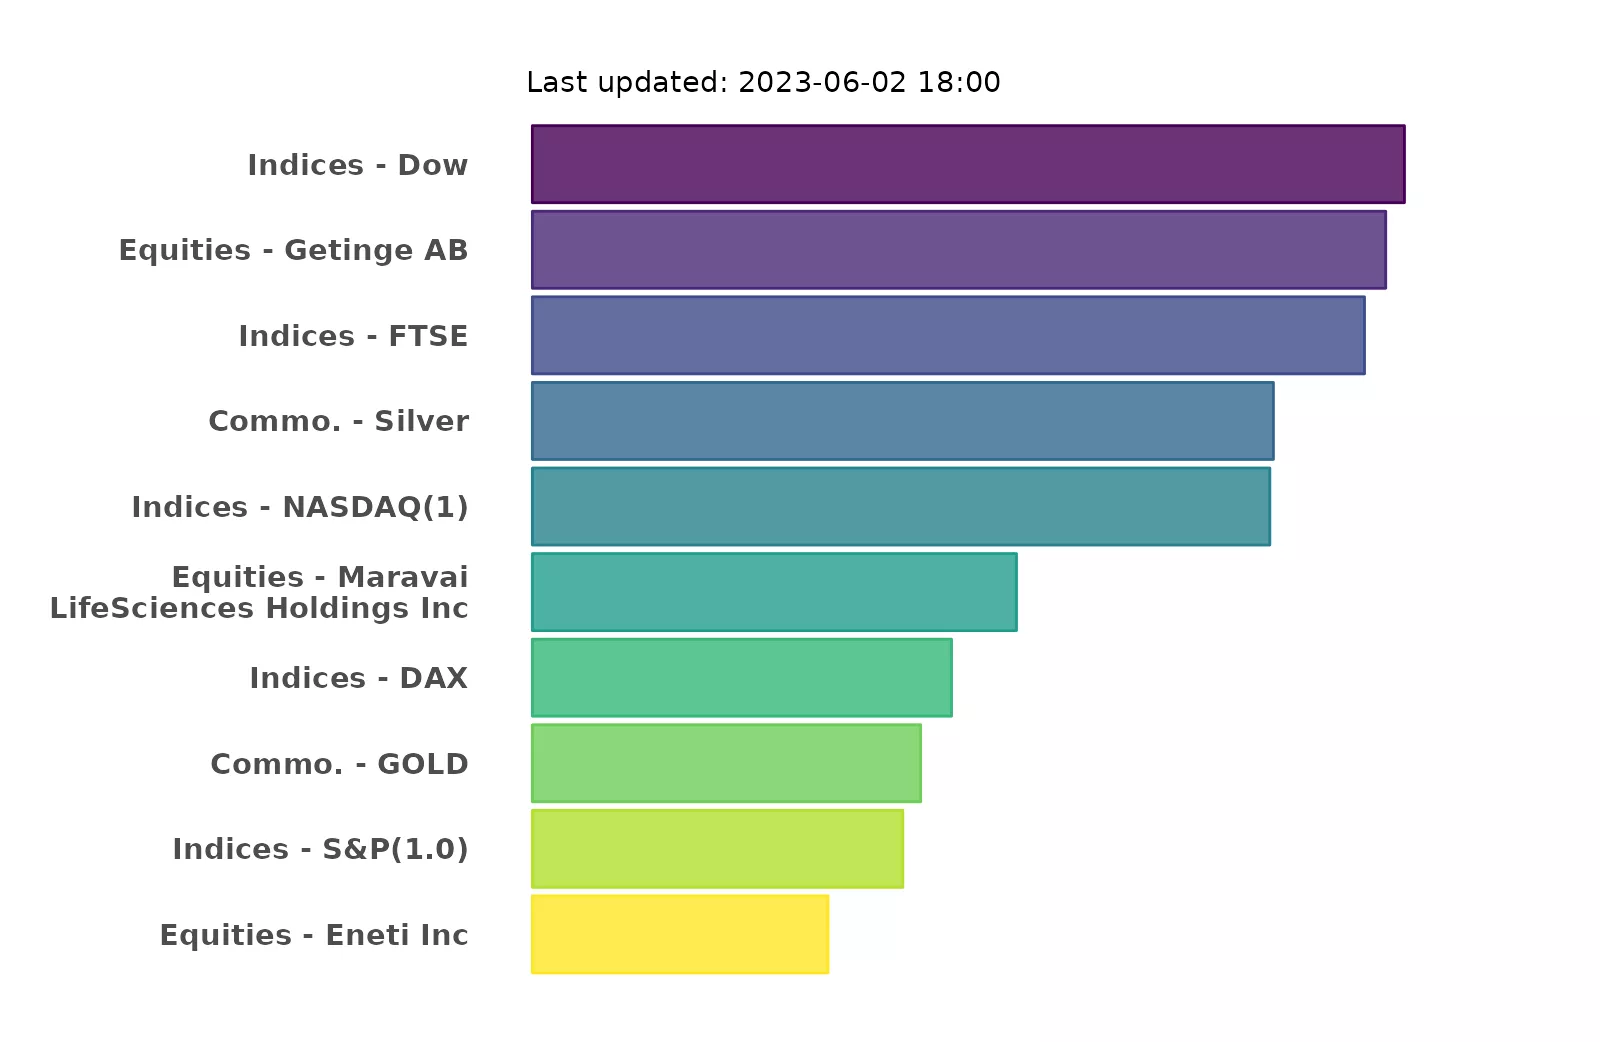 Last updated: 2023-06-02 18:00
Indices - Dow
Equities - Getinge AB
Indices - FTSE
Commo. - Silver
Indices - NASDAQ(1)
Equities - Maravai
LifeSciences Holdings Inc
Indices - DAX
Commo. - GOLD
Indices - S&P(1.0)
Equities - Eneti Inc